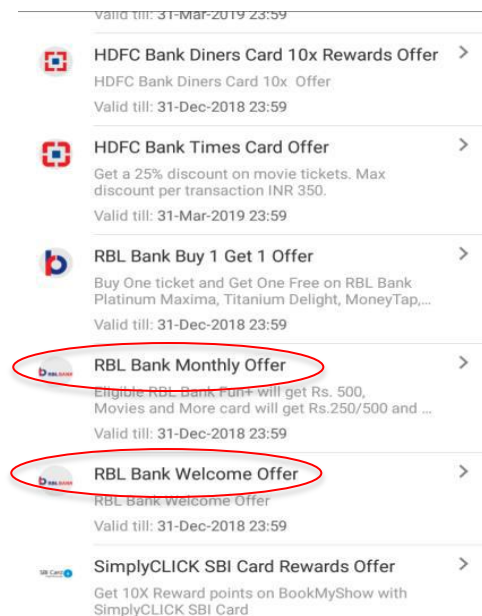 Valid till: 31-Mar-2019 23:59
HDFC Bank Diners Card 10x Rewards Offer
HDFC Bank Diners Card 10x Offer
Valid till: 31-Dec-2018 23:59
HDFC Bank Times Card Offer
Get a 25% discount on movie tickets. Max
discount per transaction INR 350.
Valid till: 31-Mar-2019 23:59
RBL Bank Buy 1 Get 1 Offer
Buy One ticket and Get One Free on RBL Bank
Platinum Maxima, Titanium Delight, MoneyTap,...
Valid till: 31-Dec-2018 23:59
RBL BANK
RBL Bank Monthly Offer
Eligible RBL Bank Fun+ will get Rs. 500,
Movies and More card will get Rs.250/500 and ...
Valid till: 31-Dec-2018 23:59
RBL BANK
RBL Bank Welcome Offer
RBL Bank Welcome Offer
Valid till: 31-Dec-2018 23:59
SBI Card
SimplyCLICK SBI Card Rewards Offer
Get 10X Reward points on BookMyShow with
SimplyCLICK SBI Card